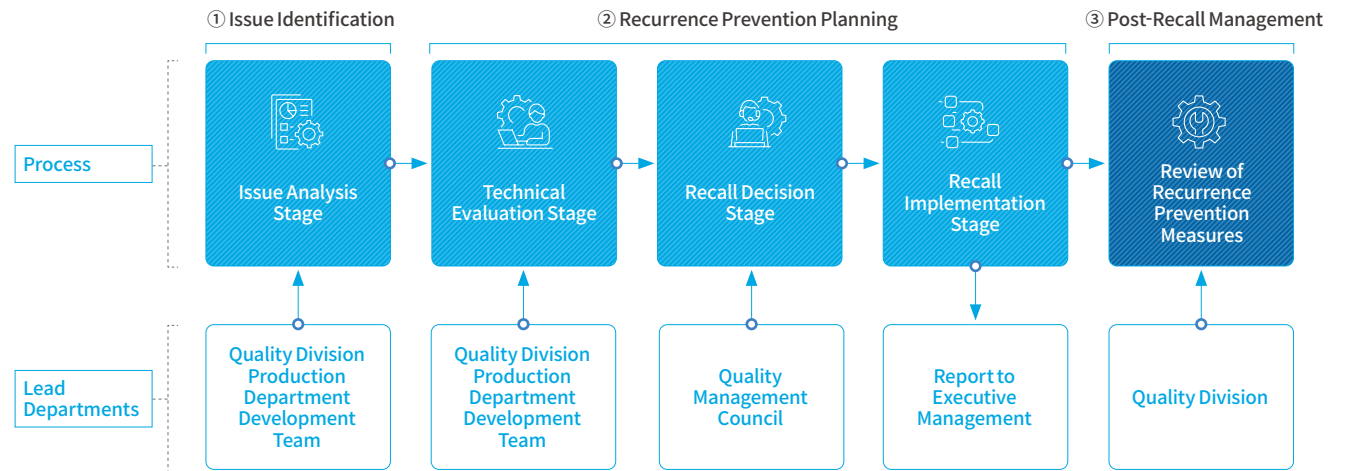 ① Issue Identification
② Recurrence Prevention Planning
③ Post-Recall Management
Process
Issue Analysis
Stage
Technical
Evaluation Stage
Recall Decision
Stage
Recall
Implementation
Stage
Review of
Recurrence
Prevention
Measures
Lead
Departments
Quality Division
Production
Department
Development
Team
Quality Division
Production
Department
Development
Team
Quality
Management
Council
Report to
Executive
Management
Quality Division